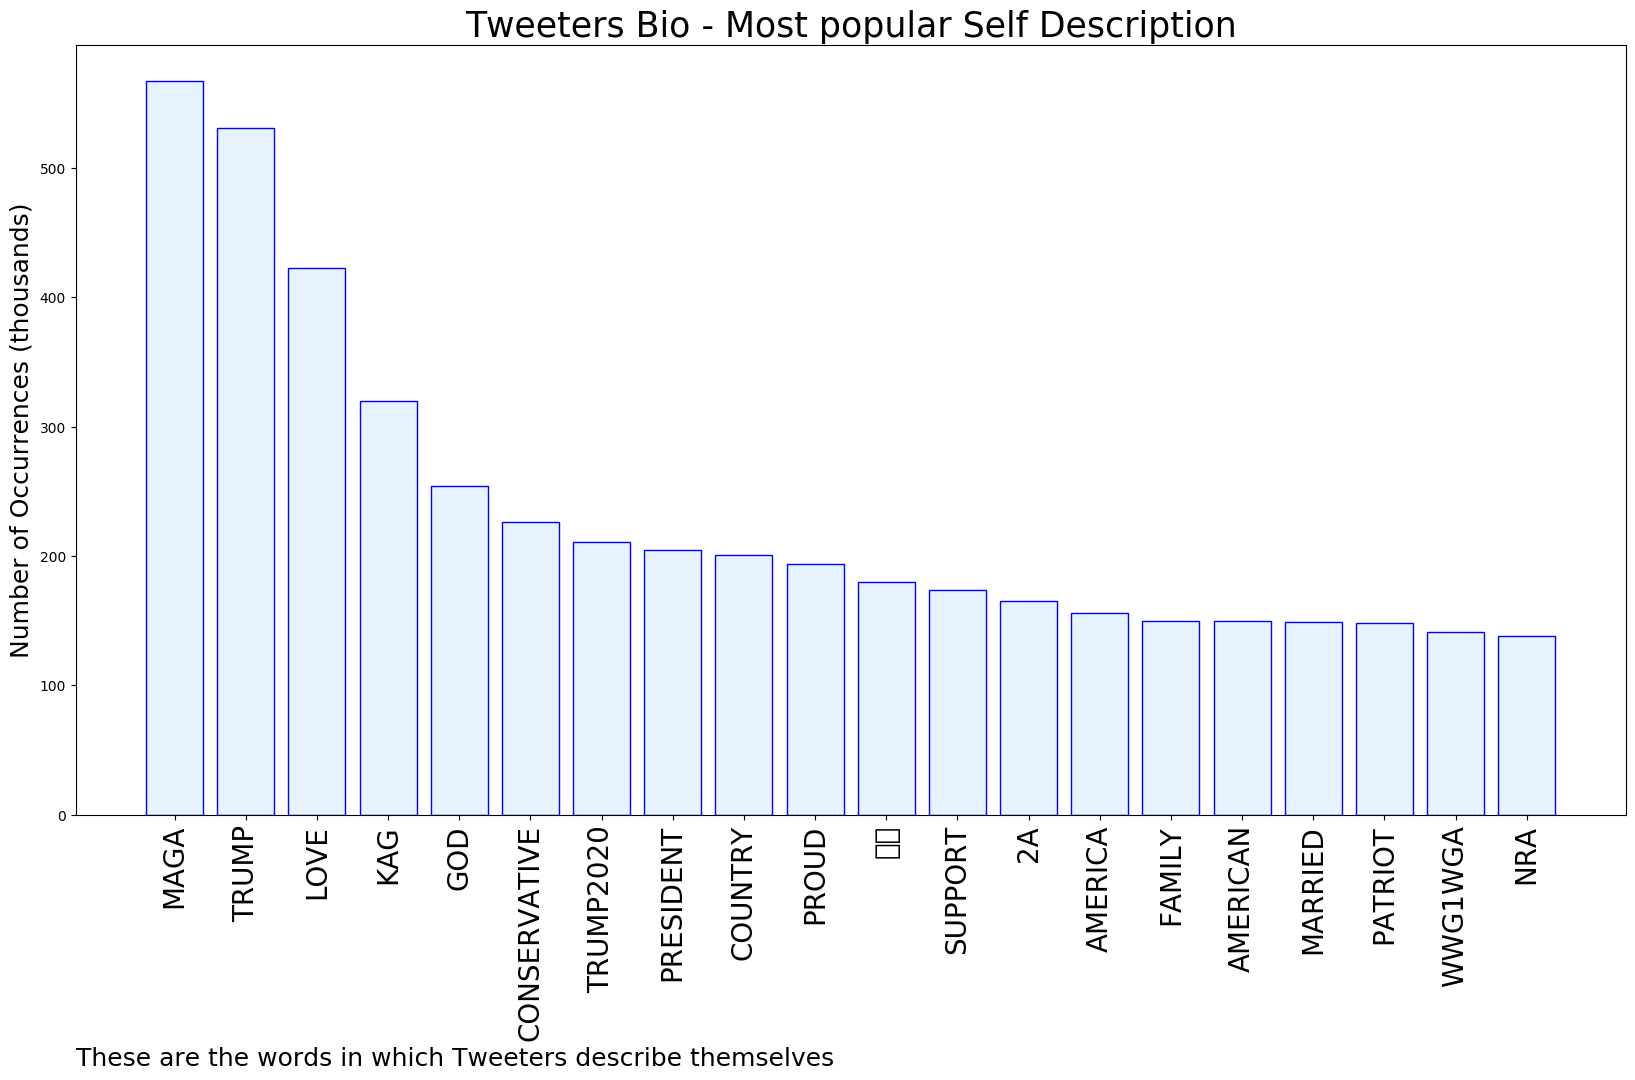 Tweeters Bio - Most popular Self Description
Number of Occurrences (thousands)
500
400
300
200
100
0
MAGA
TRUMP
LOVE
KAG
GOD
CONSERVATIVE
TRUMP2020
PRESIDENT
COUNTRY
PROUD
SUPPORT
2A
AMERICA
FAMILY
AMERICAN
MARRIED
PATRIOT
WWG1WGA
NRA
These are the words in which Tweeters describe themselves